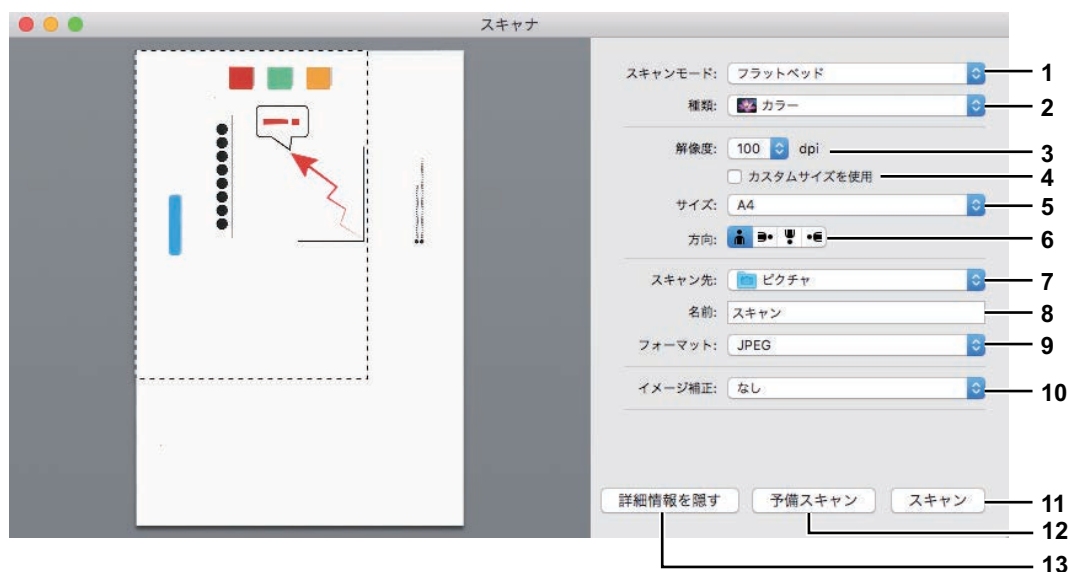 スキャナ
スキャンモード: フラットベッド 1
種類: カラー 2
解像度: 100 dpi 3
カスタムサイズを使用 4
サイズ: A4 5
方向: 6
スキャン先: ピクチャ 7
名前: スキャン 8
フォーマット: JPEG 9
イメージ補正: なし 10
詳細情報を隠す 予備スキャン スキャン 11
12
13